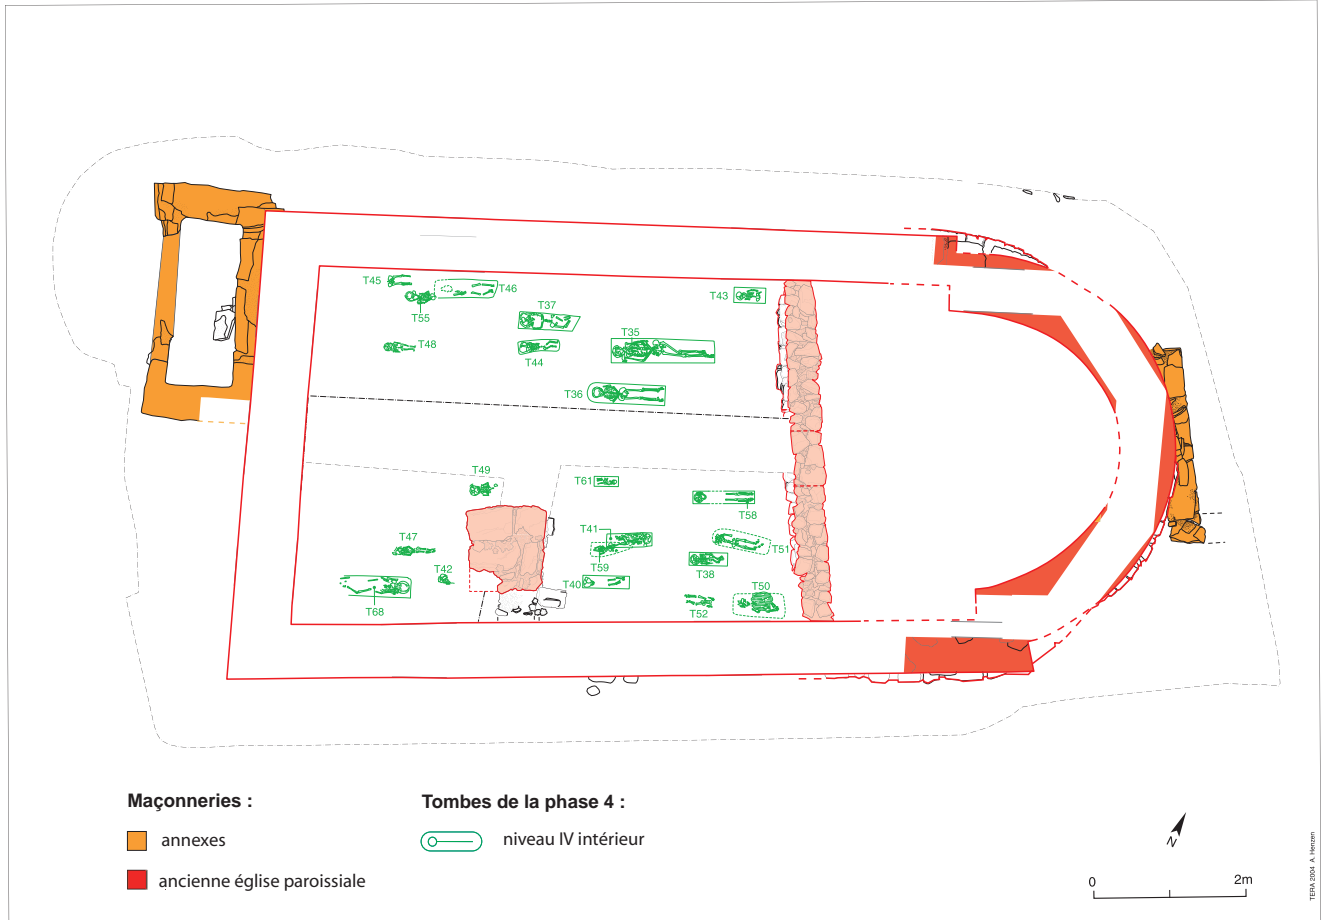 T45
T46
T55
T37
T43
T35
T48
T44
T36
T49
T61
T58
T41
T51
T47
T59
T42
T38
T40
T50
T68
T52
Maçonneries :
Tombes de la phase 4 :
annexes
niveau IV intérieur
ancienne église paroissiale
N
0
2m
TERA 2004 A. Henzen